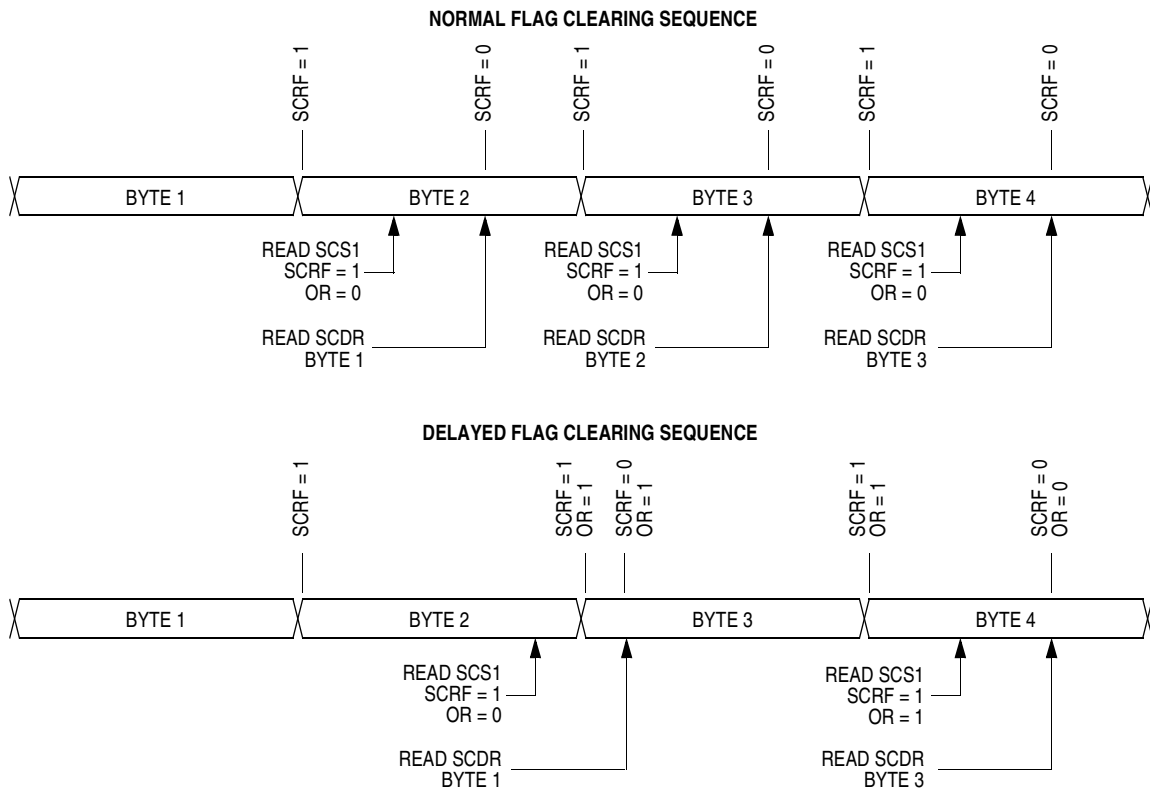 NORMAL FLAG CLEARING SEQUENCE
SCRF = 1
SCRF = 0
SCRF = 1
SCRF = 0
SCRF = 1
SCRF = 0
BYTE 1
BYTE 2
BYTE 3
BYTE 4
READ SCS1
SCRF = 1
OR = 0
READ SCS1
SCRF = 1
OR = 0
READ SCS1
SCRF = 1
OR = 0
READ SCDR
BYTE 1
READ SCDR
BYTE 2
READ SCDR
BYTE 3
DELAYED FLAG CLEARING SEQUENCE
SCRF = 1
SCRF = 1
OR = 1
SCRF = 0
OR = 1
SCRF = 1
OR = 1
SCRF = 0
OR = 0
BYTE 1
BYTE 2
BYTE 3
BYTE 4
READ SCS1
SCRF = 1
OR = 0
READ SCS1
SCRF = 1
OR = 1
READ SCDR
BYTE 1
READ SCDR
BYTE 3